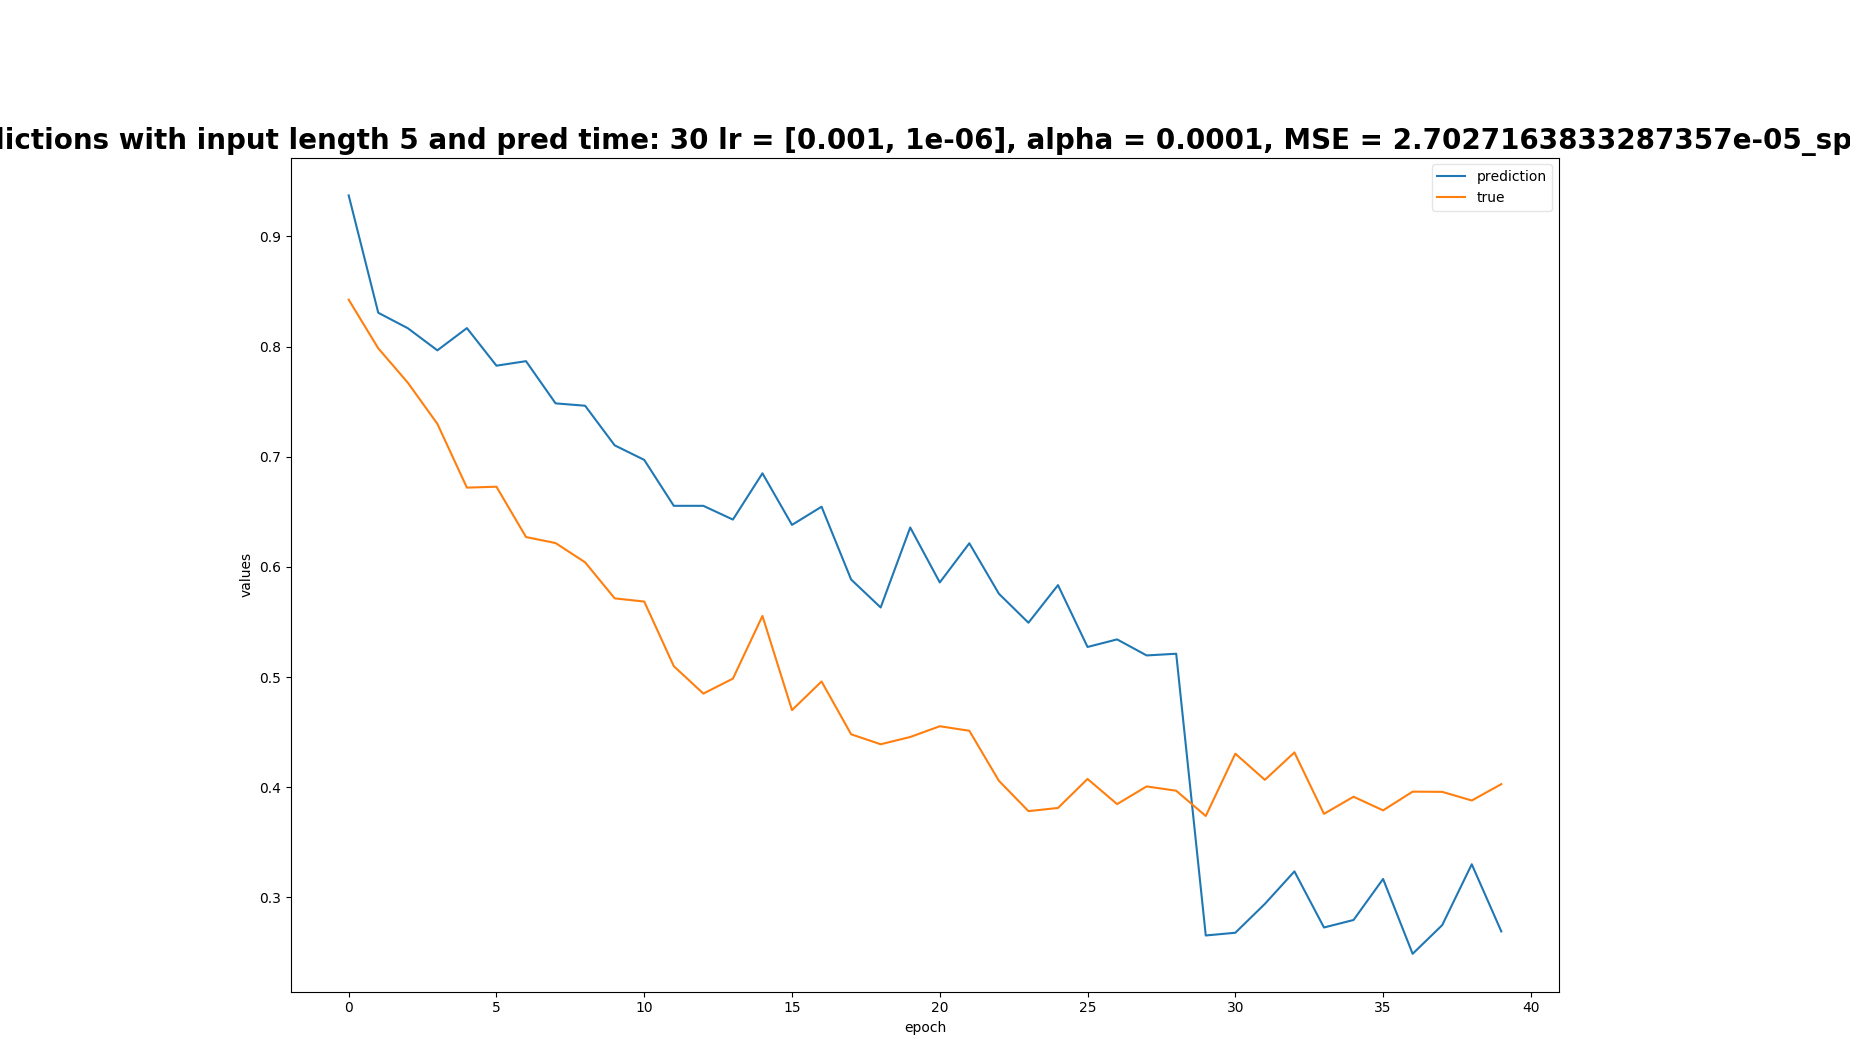 with input length 5 and pred time: 30 lr = [0.001, 1e-06], alpha = 0.0001, MSE = 2.7027163833287357e-05_sp
prediction
true
0.9
0.8
0.7
0.6
0.5
0.4
0.3
values
0 5 10 15 20 25 30 35 40
epoch